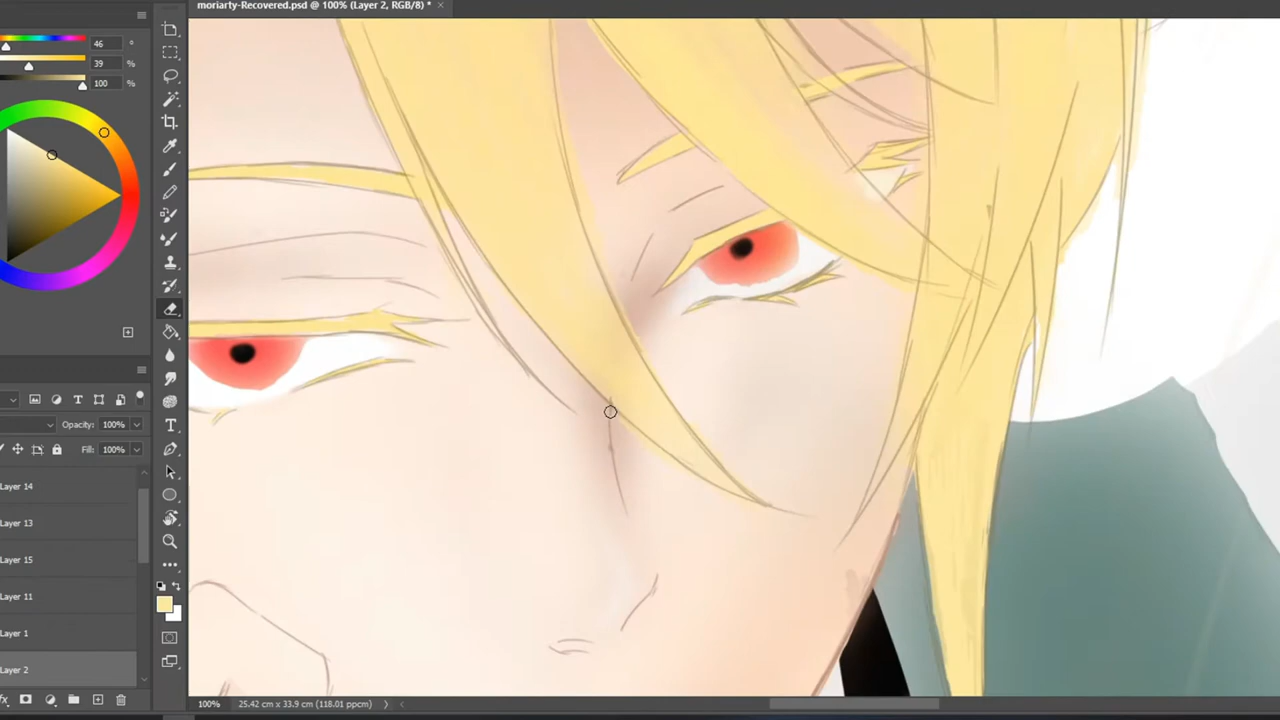 moriarty-Recovered.psd @ 100% (Layer 2, RGB/8) *
46 °
39 %
100 %
Opacity: 100%
Fill: 100%
Layer 14
Layer 13
Layer 15
Layer 11
Layer 1
Layer 2
fx
100%
25.42 cm x 33.9 cm (118.01 ppcm)